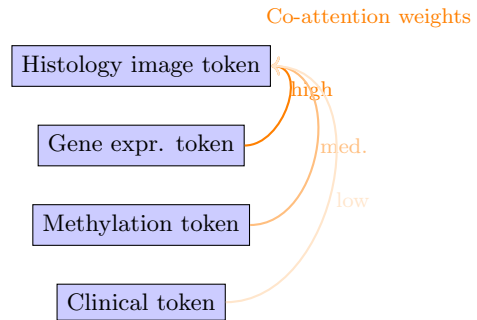 Co-attention weights
Histology image token
high
Gene expr. token
med.
low
Methylation token
Clinical token